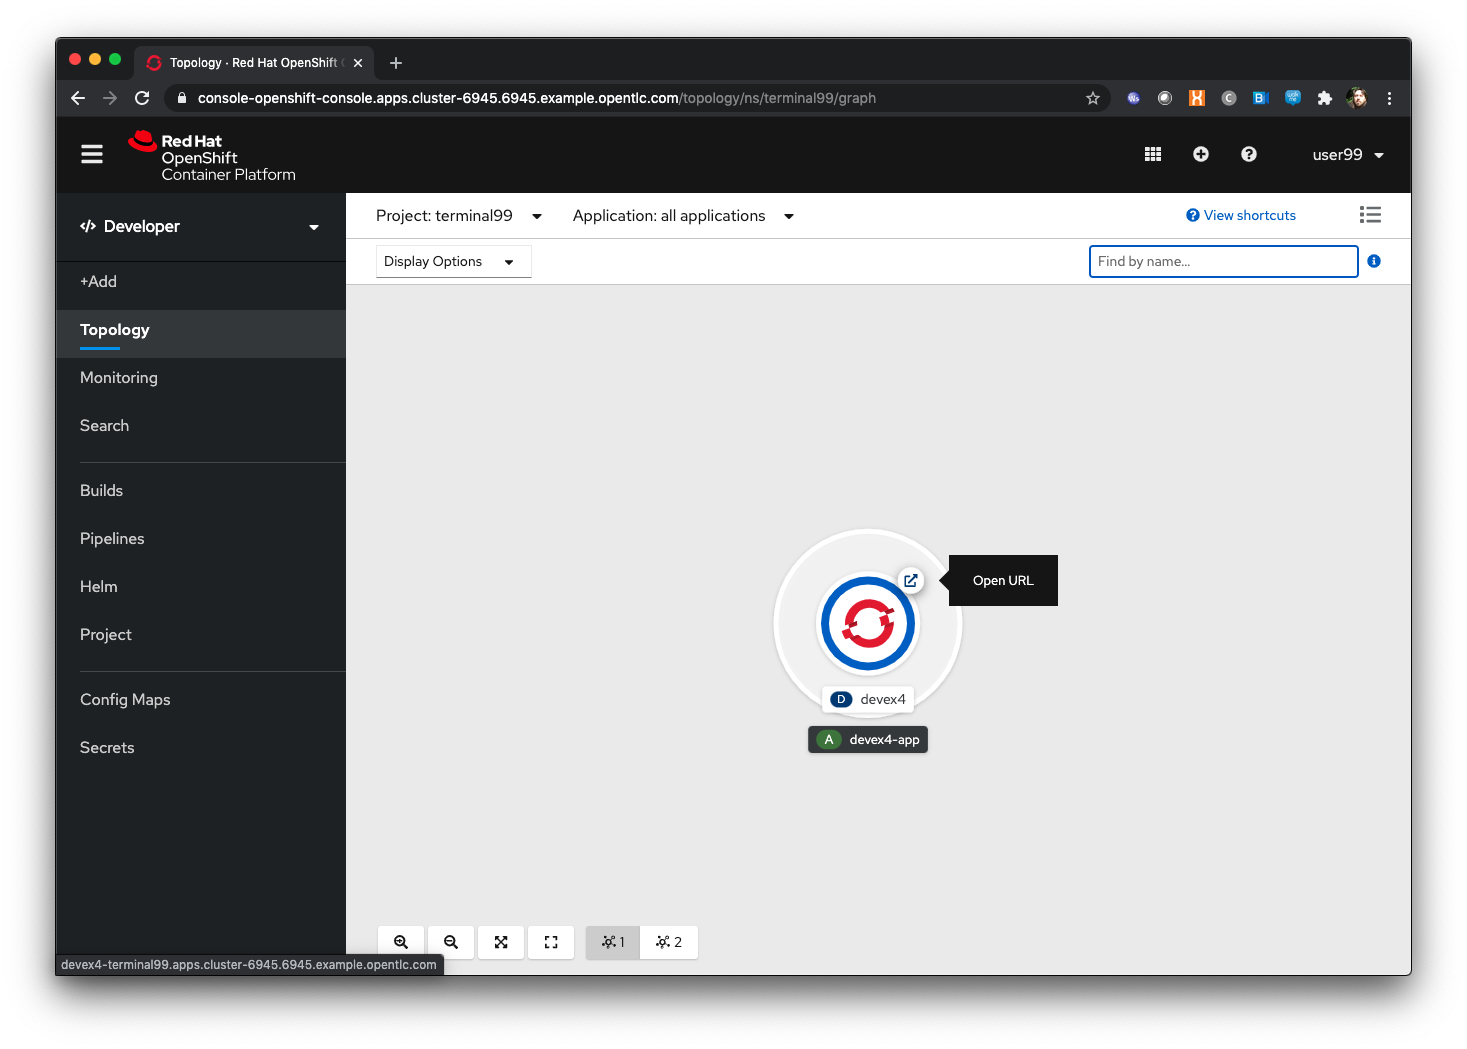 Topology · Red Hat OpenShift
console-openshift-console.apps.cluster-6945.6945.example.opentlc.com/topology/ns/terminal99/graph
Red Hat
OpenShift
Container Platform
user99
Developer
Project: terminal99
Application: all applications
View shortcuts
Display Options
Find by name...
+Add
Topology
Monitoring
Search
Builds
Pipelines
Helm
Project
Config Maps
Secrets
Open URL
D devex4
A devex4-app
1
2
devex4-terminal99.apps.cluster-6945.6945.example.opentlc.com